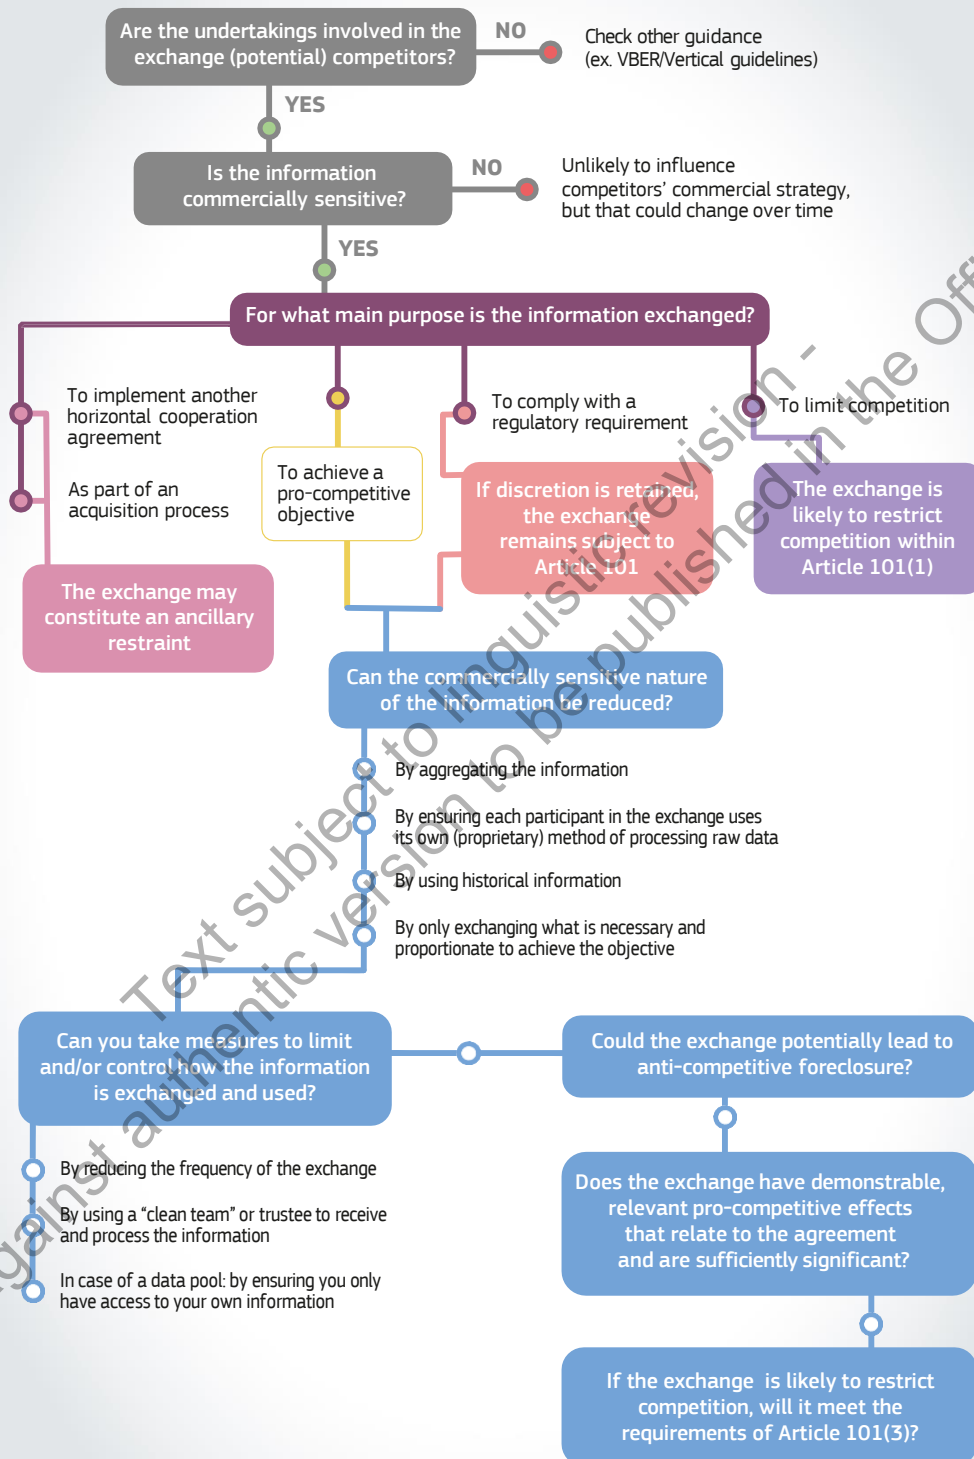 Are the undertakings involved in the
exchange (potential) competitors?
NO
Check other guidance
(ex. VBER/Vertical guidelines)
YES
Is the information
commercially sensitive?
NO
Unlikely to influence
competitors’ commercial strategy,
but that could change over time
YES
For what main purpose is the information exchanged?
To implement another
horizontal cooperation
agreement
As part of an
acquisition process
The exchange may
constitute an ancillary
restraint
To achieve a
pro-competitive
objective
To comply with a
regulatory requirement
If discretion is retained,
the exchange
remains subject to
Article 101
To limit competition
The exchange is
likely to restrict
competition within
Article 101(1)
Can the commercially sensitive nature
of the information be reduced?
By aggregating the information
By ensuring each participant in the exchange uses
its own (proprietary) method of processing raw data
By using historical information
By only exchanging what is necessary and
proportionate to achieve the objective
Can you take measures to limit
and/or control how the information
is exchanged and used?
By reducing the frequency of the exchange
By using a “clean team” or trustee to receive
and process the information
In case of a data pool: by ensuring you only
have access to your own information
Could the exchange potentially lead to
anti-competitive foreclosure?
Does the exchange have demonstrable,
relevant pro-competitive effects
that relate to the agreement
and are sufficiently significant?
If the exchange is likely to restrict
competition, will it meet the
requirements of Article 101(3)?
Text subject to linguistic revision -
against authentic version to be published in the